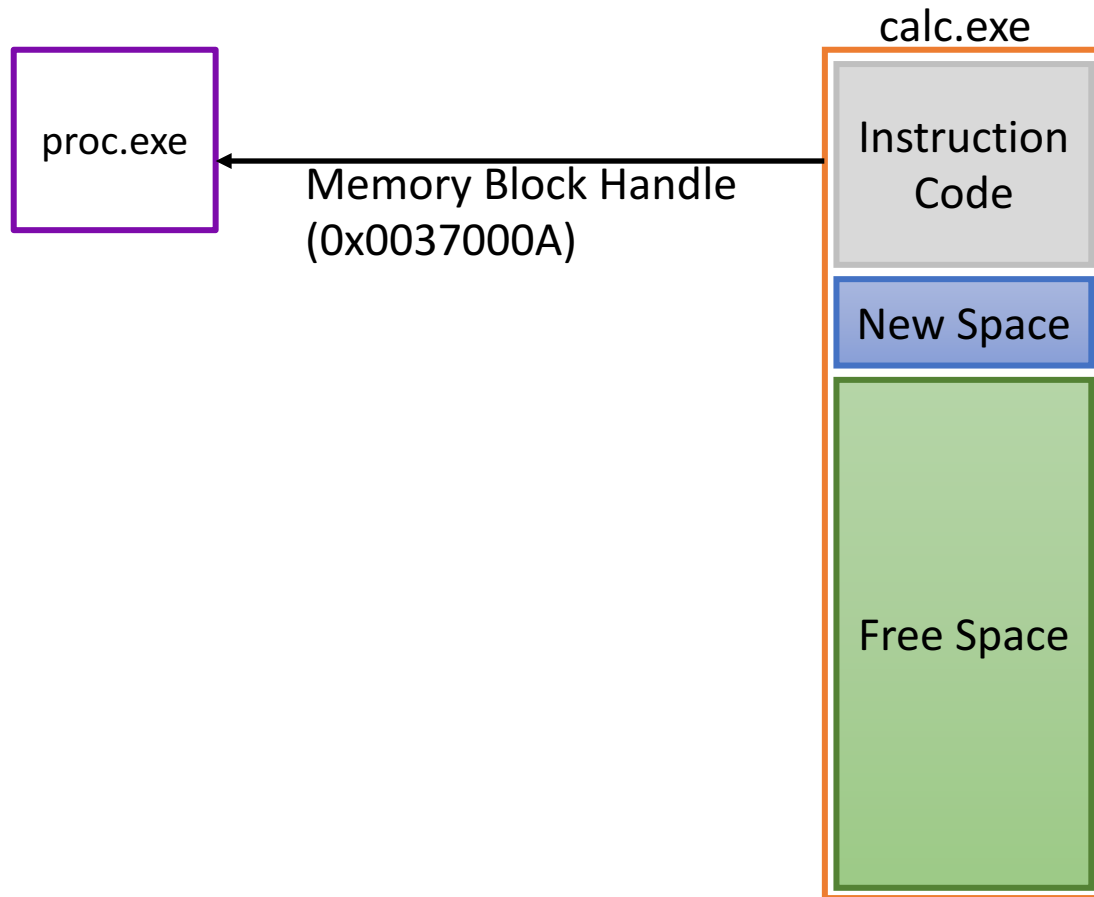 calc.exe
proc.exe
Memory Block Handle
(0x0037000A)
Instruction
Code
New Space
Free Space